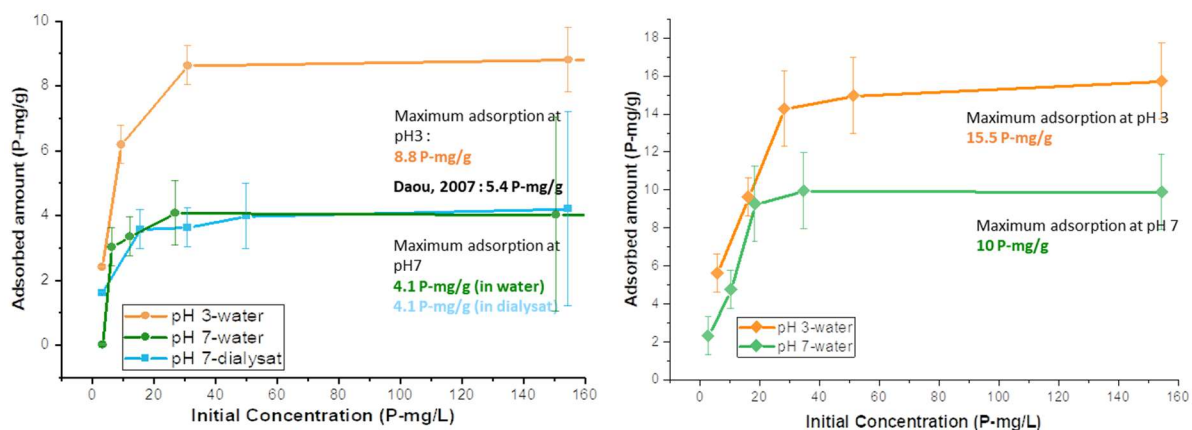 10
8
6
4
2
0
Adsorbed amount (P-mg/g)
Maximum adsorption at
pH3 :
8.8 P-mg/g
Daou, 2007 : 5.4 P-mg/g
Maximum adsorption at
pH7
4.1 P-mg/g (in water)
4.1 P-mg/g (in dialysat)
pH 3-water
pH 7-water
pH 7-dialysat
0 20 40 60 80 100 120 140 160
Initial Concentration (P-mg/L)
18
16
14
12
10
8
6
4
2
0
Adsorbed amount (P-mg/g)
Maximum adsorption at pH 3
15.5 P-mg/g
Maximum adsorption at pH 7
10 P-mg/g
pH 3-water
pH 7-water
0 20 40 60 80 100 120 140 160
Initial Concentration (P-mg/L)